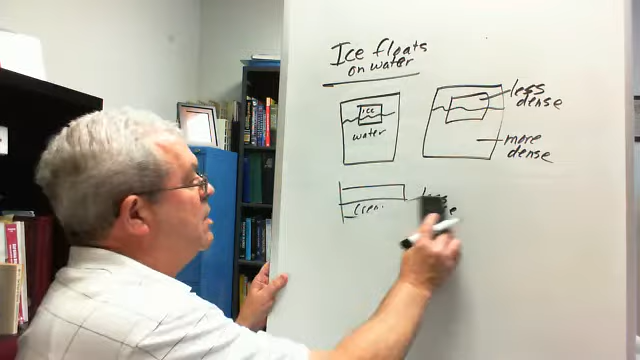 Ice floats
on water
ICE
water
less
dense
more
dense